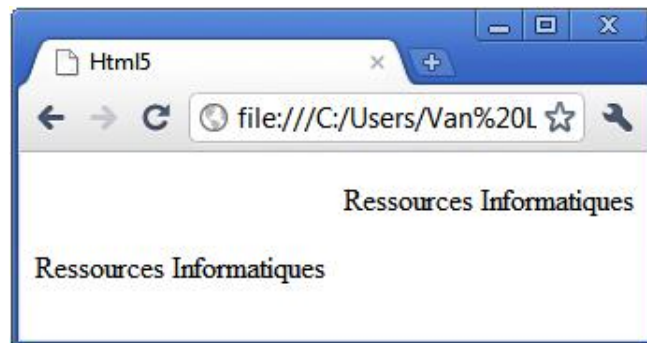 Html5
file:///C:/Users/Van%20L
Ressources Informatiques
Ressources Informatiques